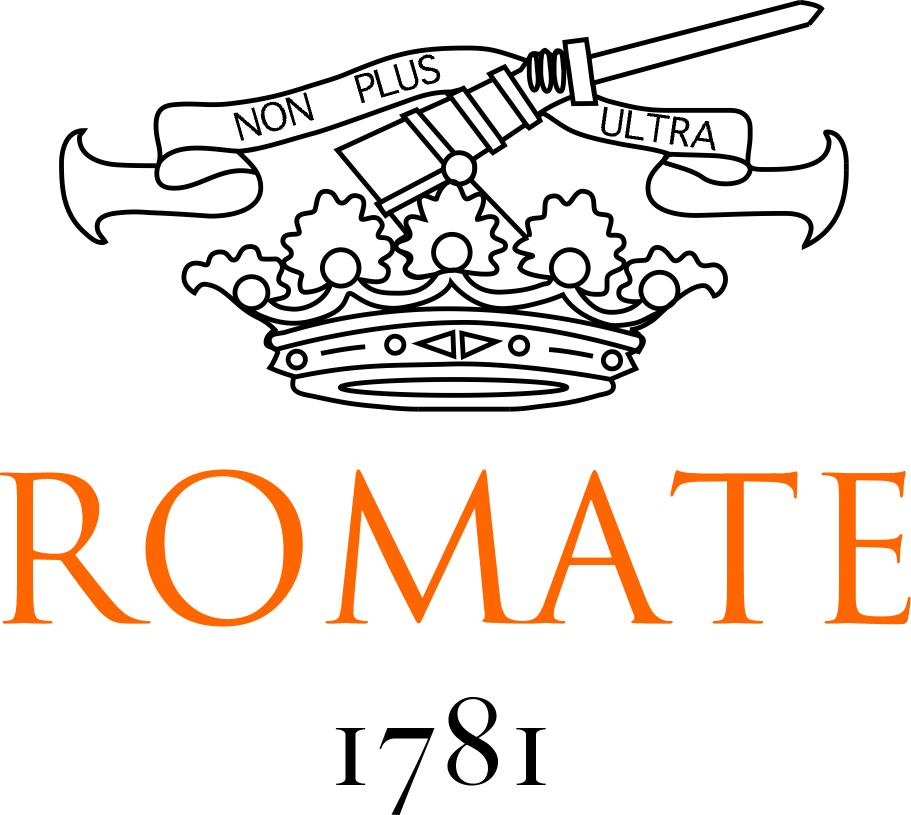 NON PLUS ULTRA
ROMATE
1781